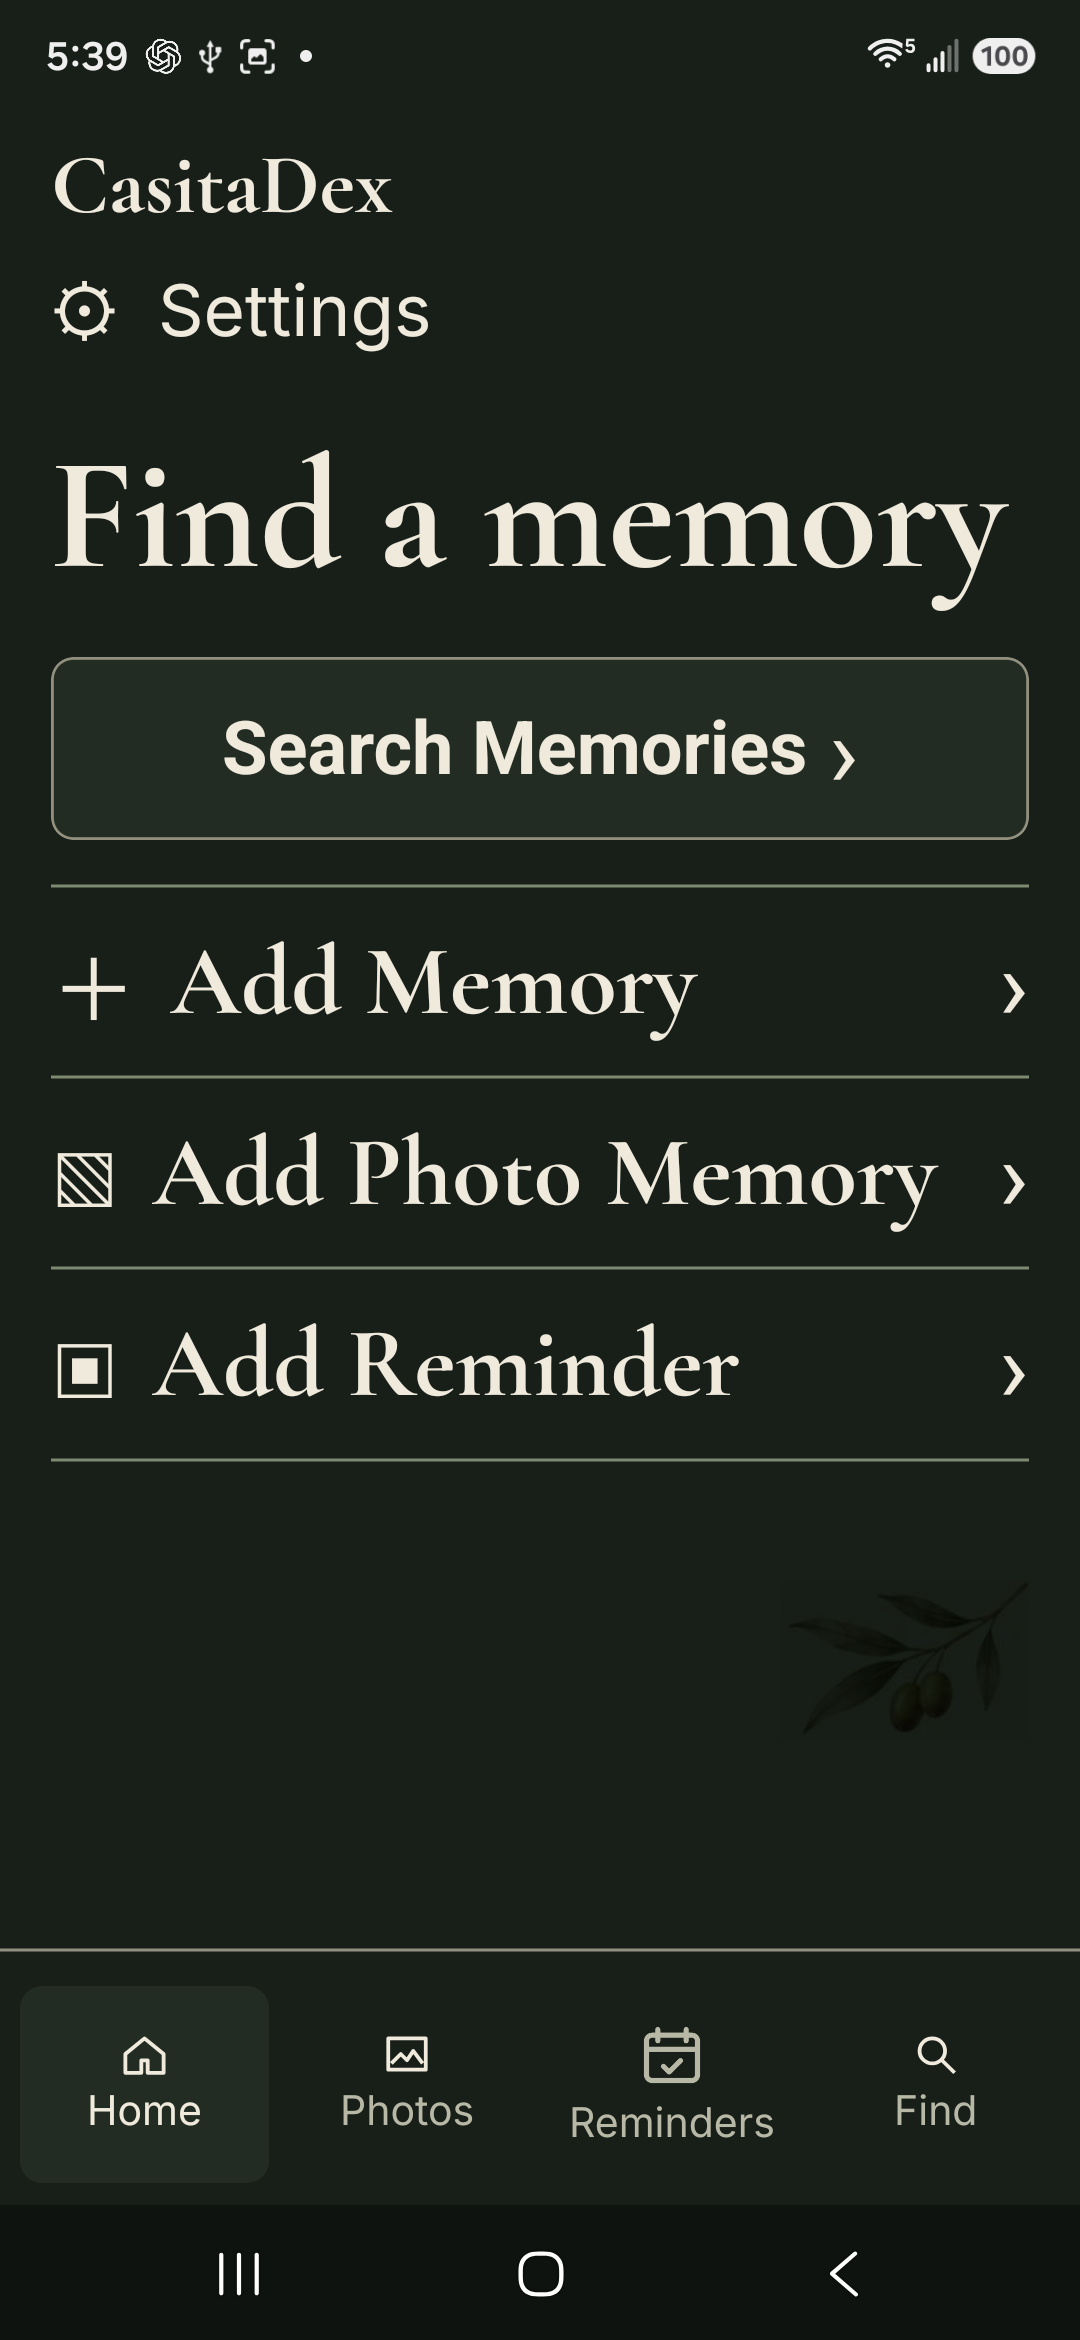 5:39
5
100
CasitaDex
Settings
Find a memory
Search Memories ›
+ Add Memory ›
▧ Add Photo Memory ›
▣ Add Reminder ›
Home
Photos
Reminders
Find